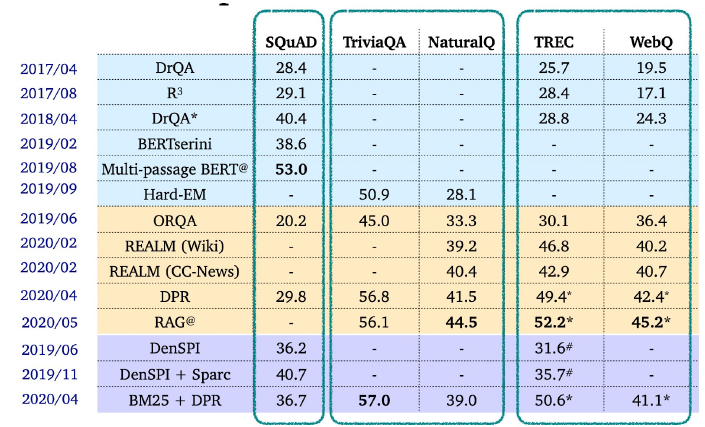 SQuAD TriviaQA NaturalQ TREC WebQ
2017/04 DrQA 28.4 - - 25.7 19.5
2017/08 R³ 29.1 - - 28.4 17.1
2018/04 DrQA* 40.4 - - 28.8 24.3
2019/02 BERTserini 38.6 - - - -
2019/08 Multi-passage BERT@ 53.0 - - - -
2019/09 Hard-EM - 50.9 28.1 - -
2019/06 ORQA 20.2 45.0 33.3 30.1 36.4
2020/02 REALM (Wiki) - - 39.2 46.8 40.2
2020/02 REALM (CC-News) - - 40.4 42.9 40.7
2020/04 DPR 29.8 56.8 41.5 49.4* 42.4*
2020/05 RAG@ - 56.1 44.5 52.2* 45.2*
2019/06 DenSPI 36.2 - - 31.6# -
2019/11 DenSPI + Sparc 40.7 - - 35.7# -
2020/04 BM25 + DPR 36.7 57.0 39.0 50.6* 41.1*